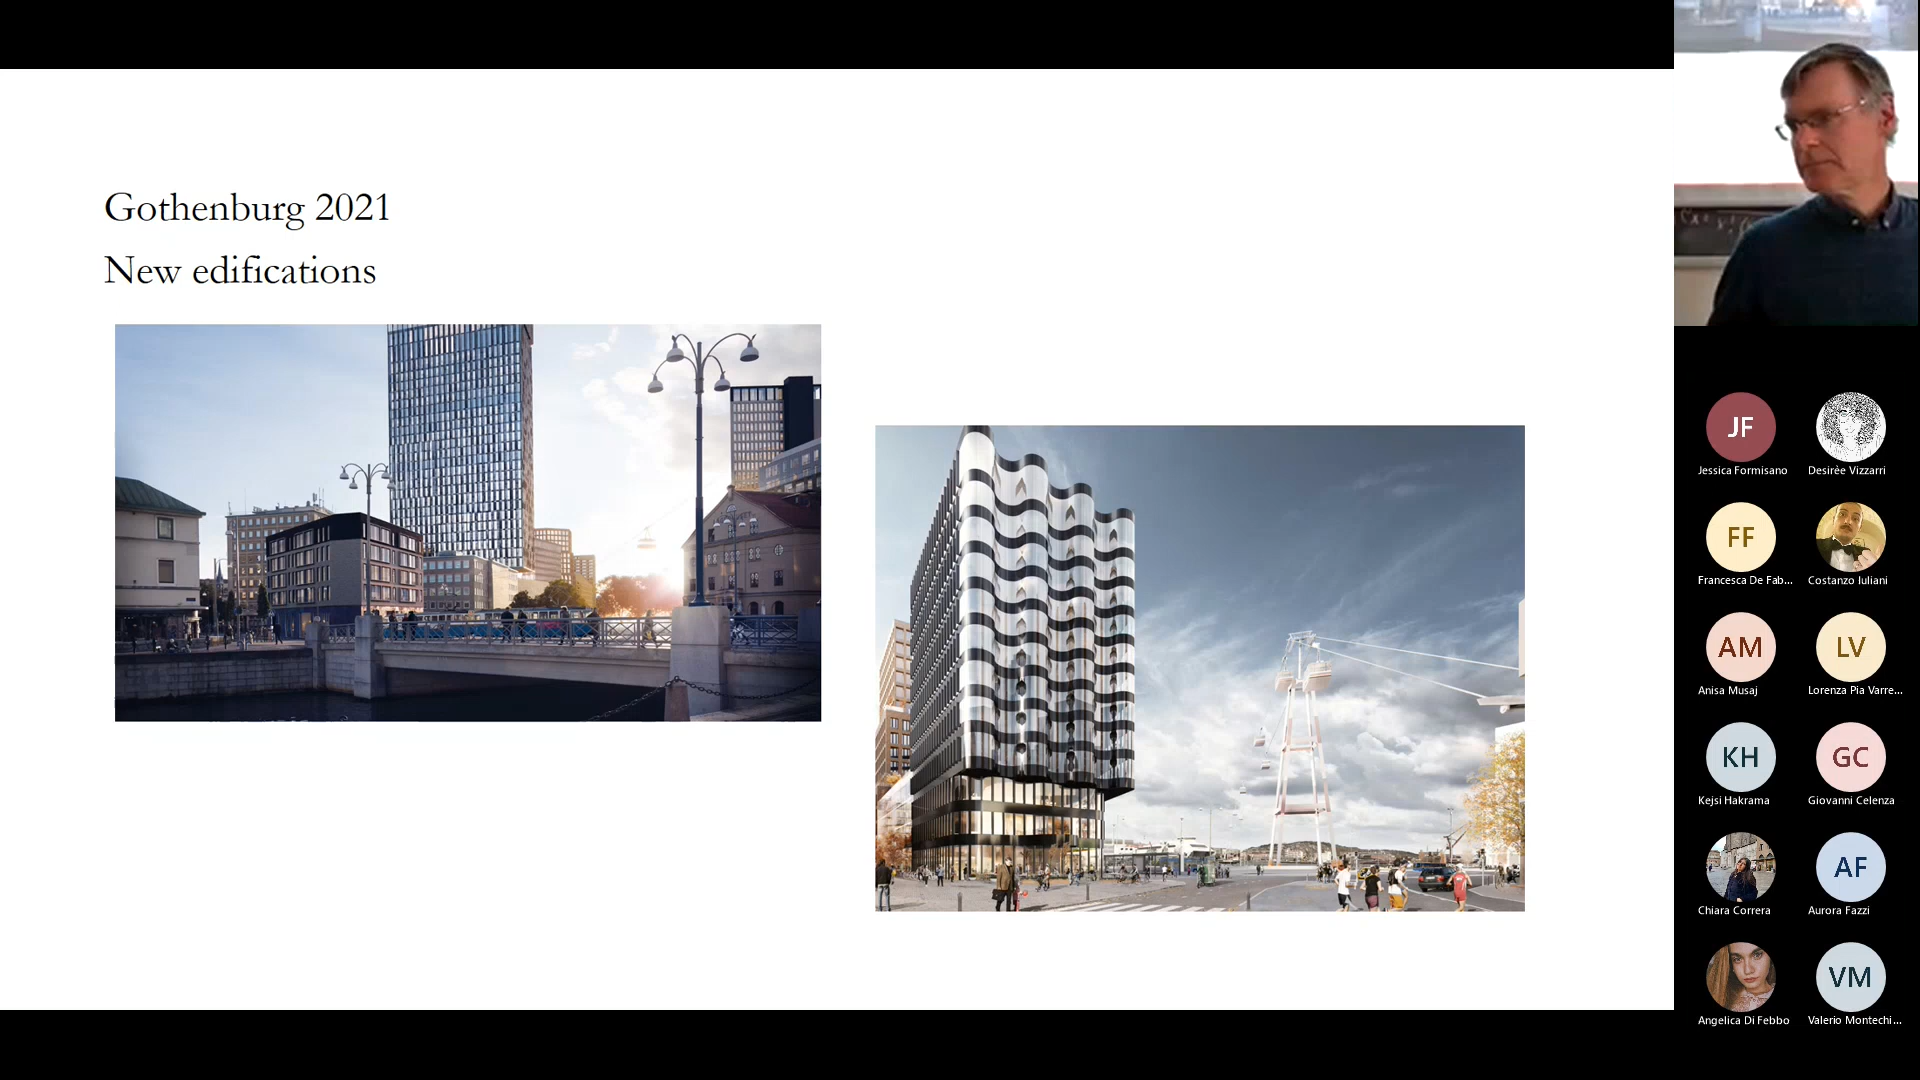 Gothenburg 2021
New edifications
JF
Jessica Formisano
Desirèe Vizzarri
FF
Francesca De Fab...
Costanzo Iuliani
AM
Anisa Musaj
LV
Lorenza Pia Varre...
KH
Kejsi Hakrama
GC
Giovanni Celenza
Chiara Correra
AF
Aurora Fazzi
Angelica Di Febbo
VM
Valerio Montechi...